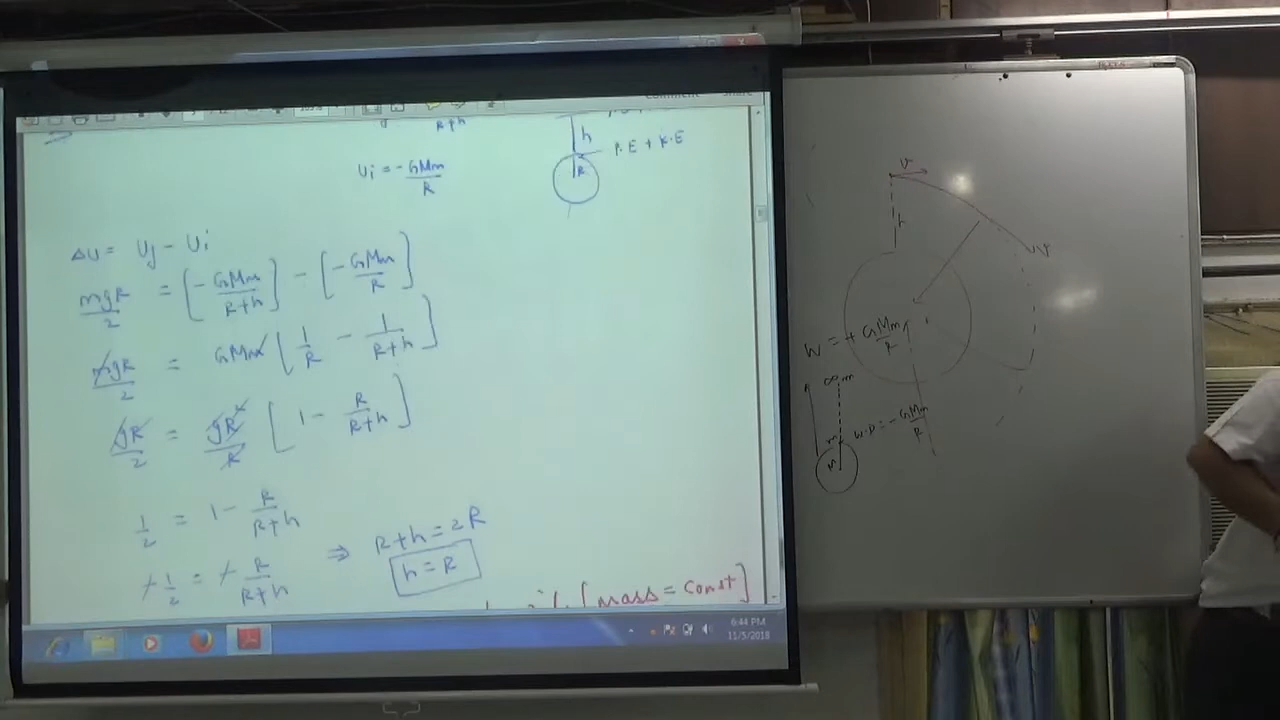 R+h
h
P.E + K.E
R
Ui = -GMm/R
ΔU = Uf - Ui
mgR/2 = [-GMm/R+h] - [-GMm/R]
mgR/2 = GMm [1/R - 1/R+h]
gR/2 = gR²/R [1 - R/R+h]
1/2 = 1 - R/R+h
-1/2 = -R/R+h
⇒ R+h = 2R
h = R
[mass = const]
6:44 PM
11/5/2018
v
h
W = + GMm/R
∞ m
m
W.D = - GMm/R
M